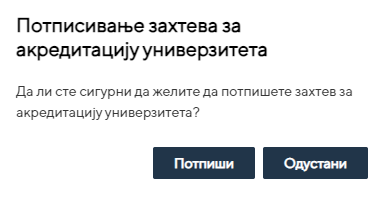 Потписивање захтева за
акредитацију универзитета
Да ли сте сигурни да желите да потпишете захтев за
акредитацију универзитета?
Потпиши
Одустани